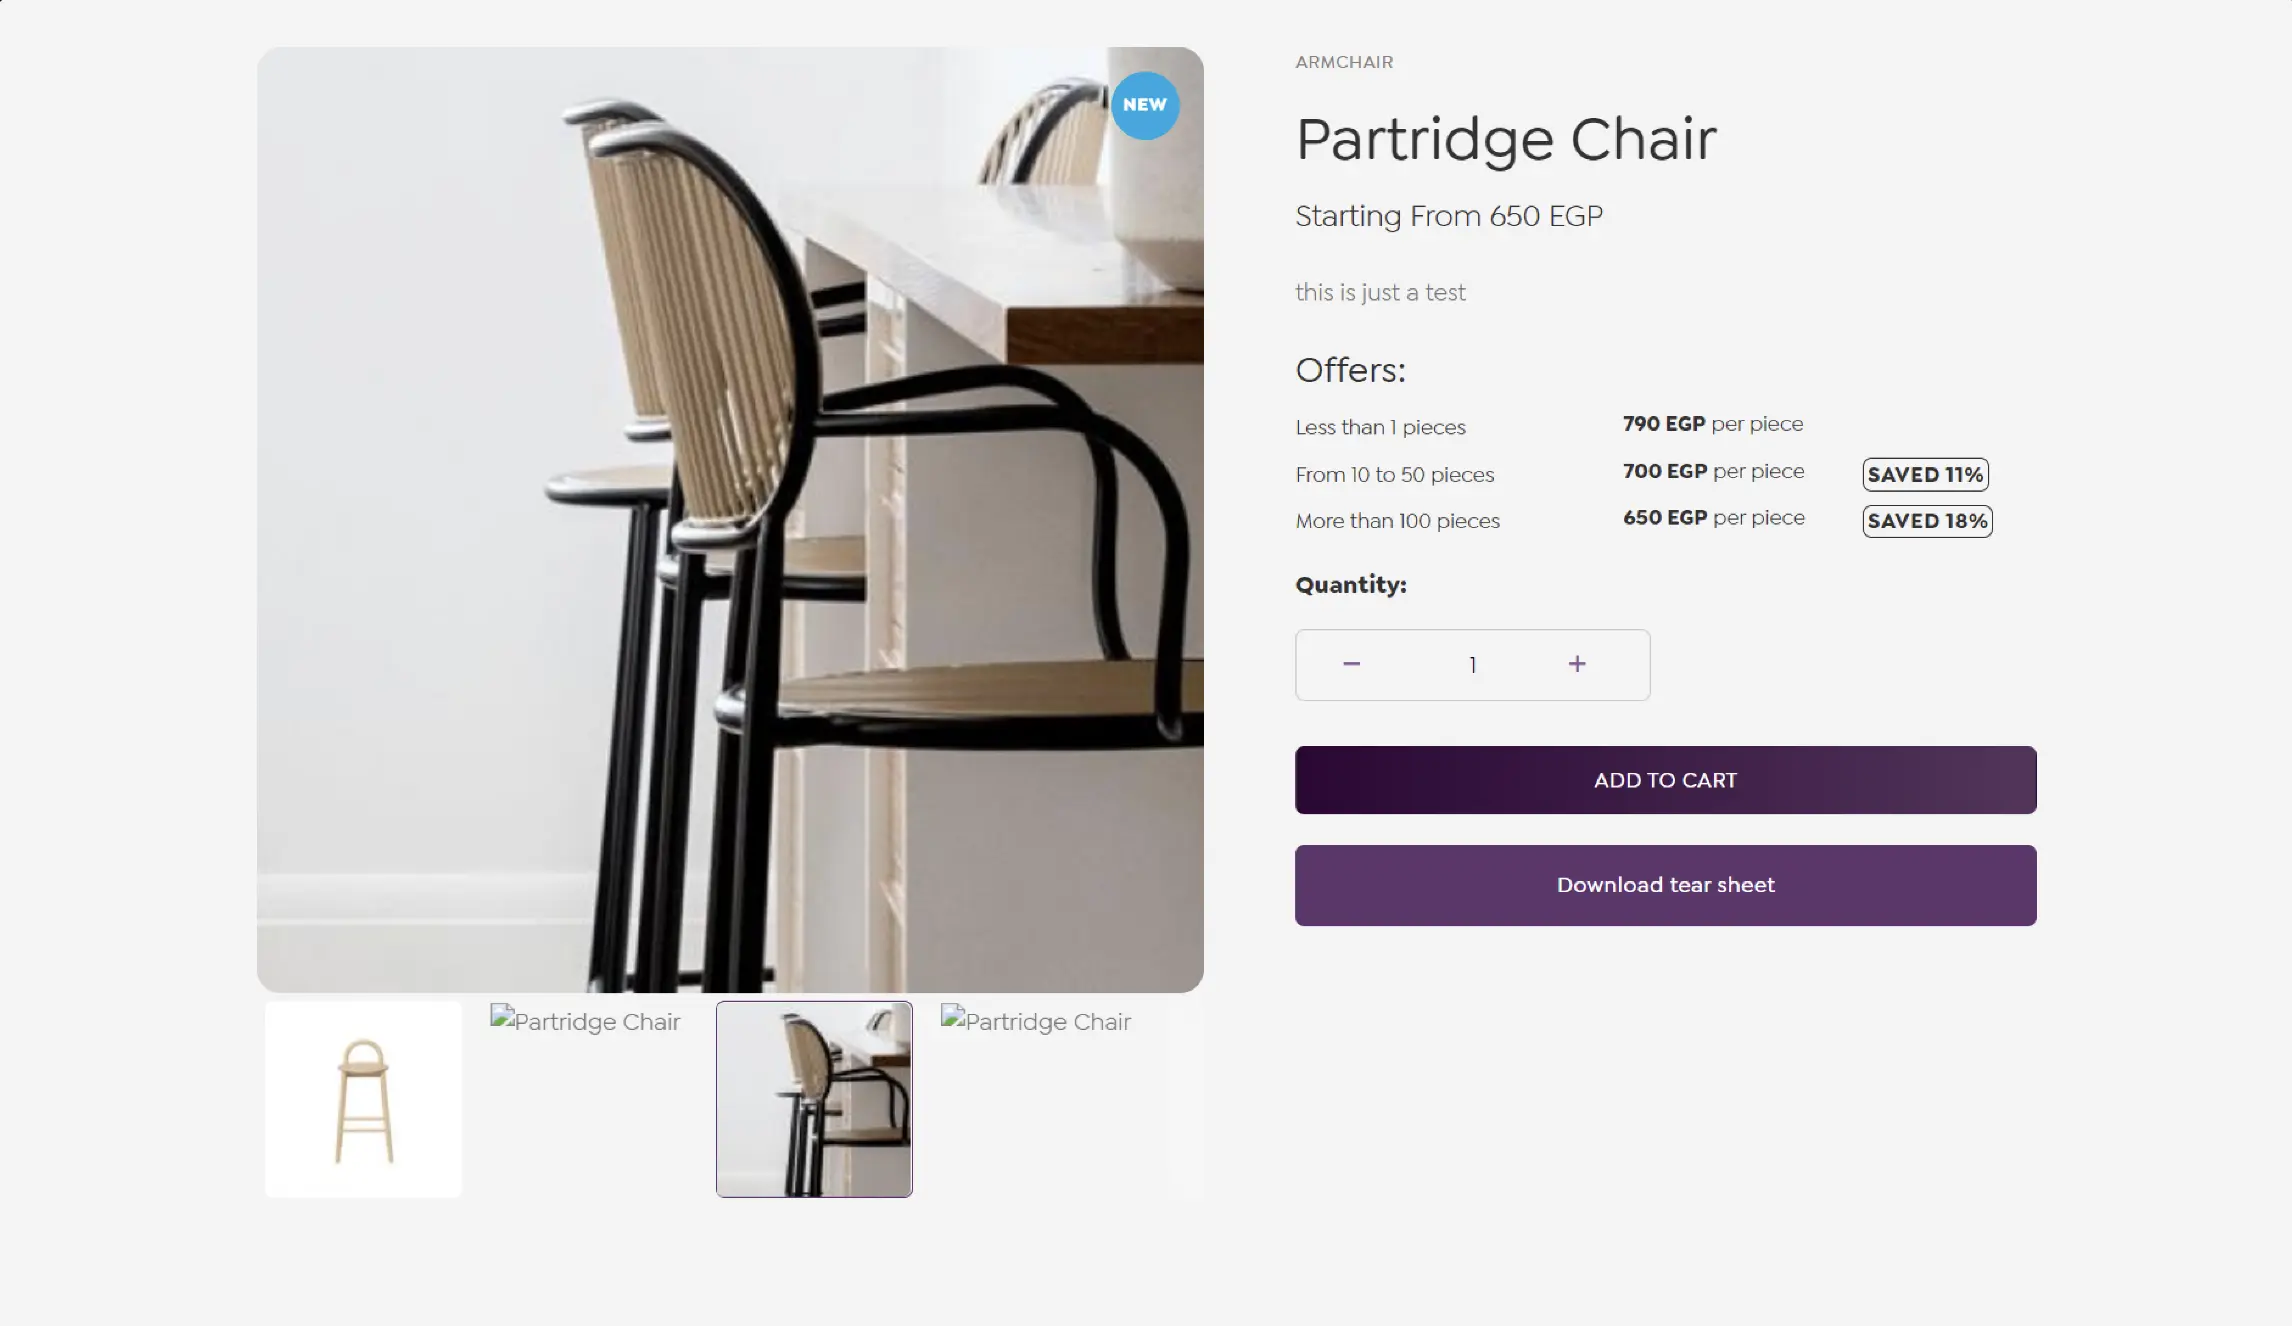 NEW
ARMCHAIR
Partridge Chair
Starting From 650 EGP
this is just a test
Offers:
Less than 1 pieces 790 EGP per piece
From 10 to 50 pieces 700 EGP per piece SAVED 11%
More than 100 pieces 650 EGP per piece SAVED 18%
Quantity:
− 1 +
ADD TO CART
Download tear sheet
Partridge Chair
Partridge Chair